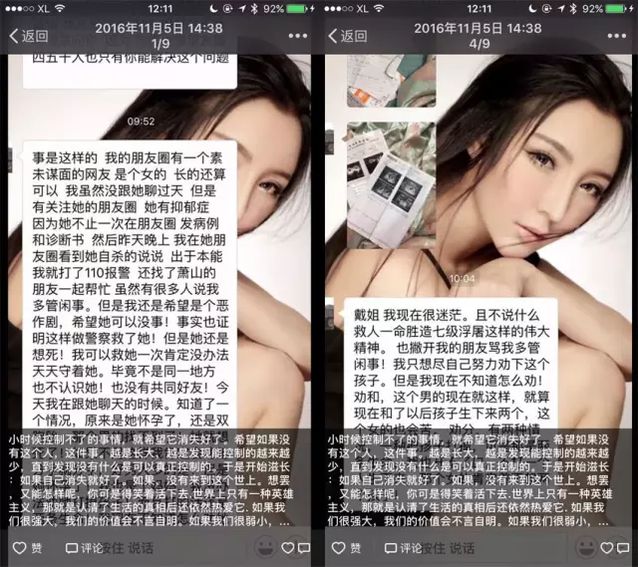 ●●●○○ XL 12:11 92%
返回
2016年11月5日 14:38
1/9
四五十人也只有你能解决这个问题
09:52
事是这样的 我的朋友圈有一个素
未谋面的网友 是个女的 长的还算
可以 我虽然没跟她聊过天 但是
有关注她的朋友圈 她有抑郁症
因为她不止一次在朋友圈 发病例
和诊断书 然后昨天晚上 我在她朋
友圈看到她自杀的说说 出于本能
我就打了110报警 还找了萧山的
朋友一起帮忙 虽然有很多人说我
多管闲事。但是我还是希望是个恶
作剧，希望她可以没事！事实也证
明这样做警察救了她！但是她还是
想死！我可以救她一次肯定没办法
天天守着她。毕竟不是同一地方
也不认识她！也没有共同好友！今
天我在跟她聊天的时候。知道了一
个情况，原来是她怀孕了，还是双
小时候控制不了的事情，就希望它消失好了。希望如果没
有这个人，这件事。越是长大，越是发现能控制的越来越
少，直到发现没有什么是可以真正控制的。于是开始滋长
：如果自己消失就好了。如果，没有来到这个世上。想罢
，又能怎样呢，你可是得笑着活下去.世界上只有一种英雄
主义，那就是认清了生活的真相后还依然热爱它. 如果我
们很强大，我们的价值会不言自明。如果我们很弱小，...
赞 评论
按住 说话
●●●○○ XL 12:11 92%
返回
2016年11月5日 14:38
4/9
10:04
戴姐 我现在很迷茫。且不说什么
救人一命胜造七级浮屠这样的伟大
精神。 也撇开我的朋友骂我多管
闲事！我只想尽自己努力劝下这个
孩子。但是我现在不知道怎么劝！
劝和，这个男的现在就这样，就算
现在和了以后孩子生下来两个，这
个女的也会苦。 劝分，有两种情
小时候控制不了的事情，就希望它消失好了。希望如果没
有这个人，这件事。越是长大，越是发现能控制的越来越
少，直到发现没有什么是可以真正控制的。于是开始滋长
：如果自己消失就好了。如果，没有来到这个世上。想罢
，又能怎样呢，你可是得笑着活下去.世界上只有一种英雄
主义，那就是认清了生活的真相后还依然热爱它. 如果我
们很强大，我们的价值会不言自明。如果我们很弱小，...
赞 评论
按住 说话